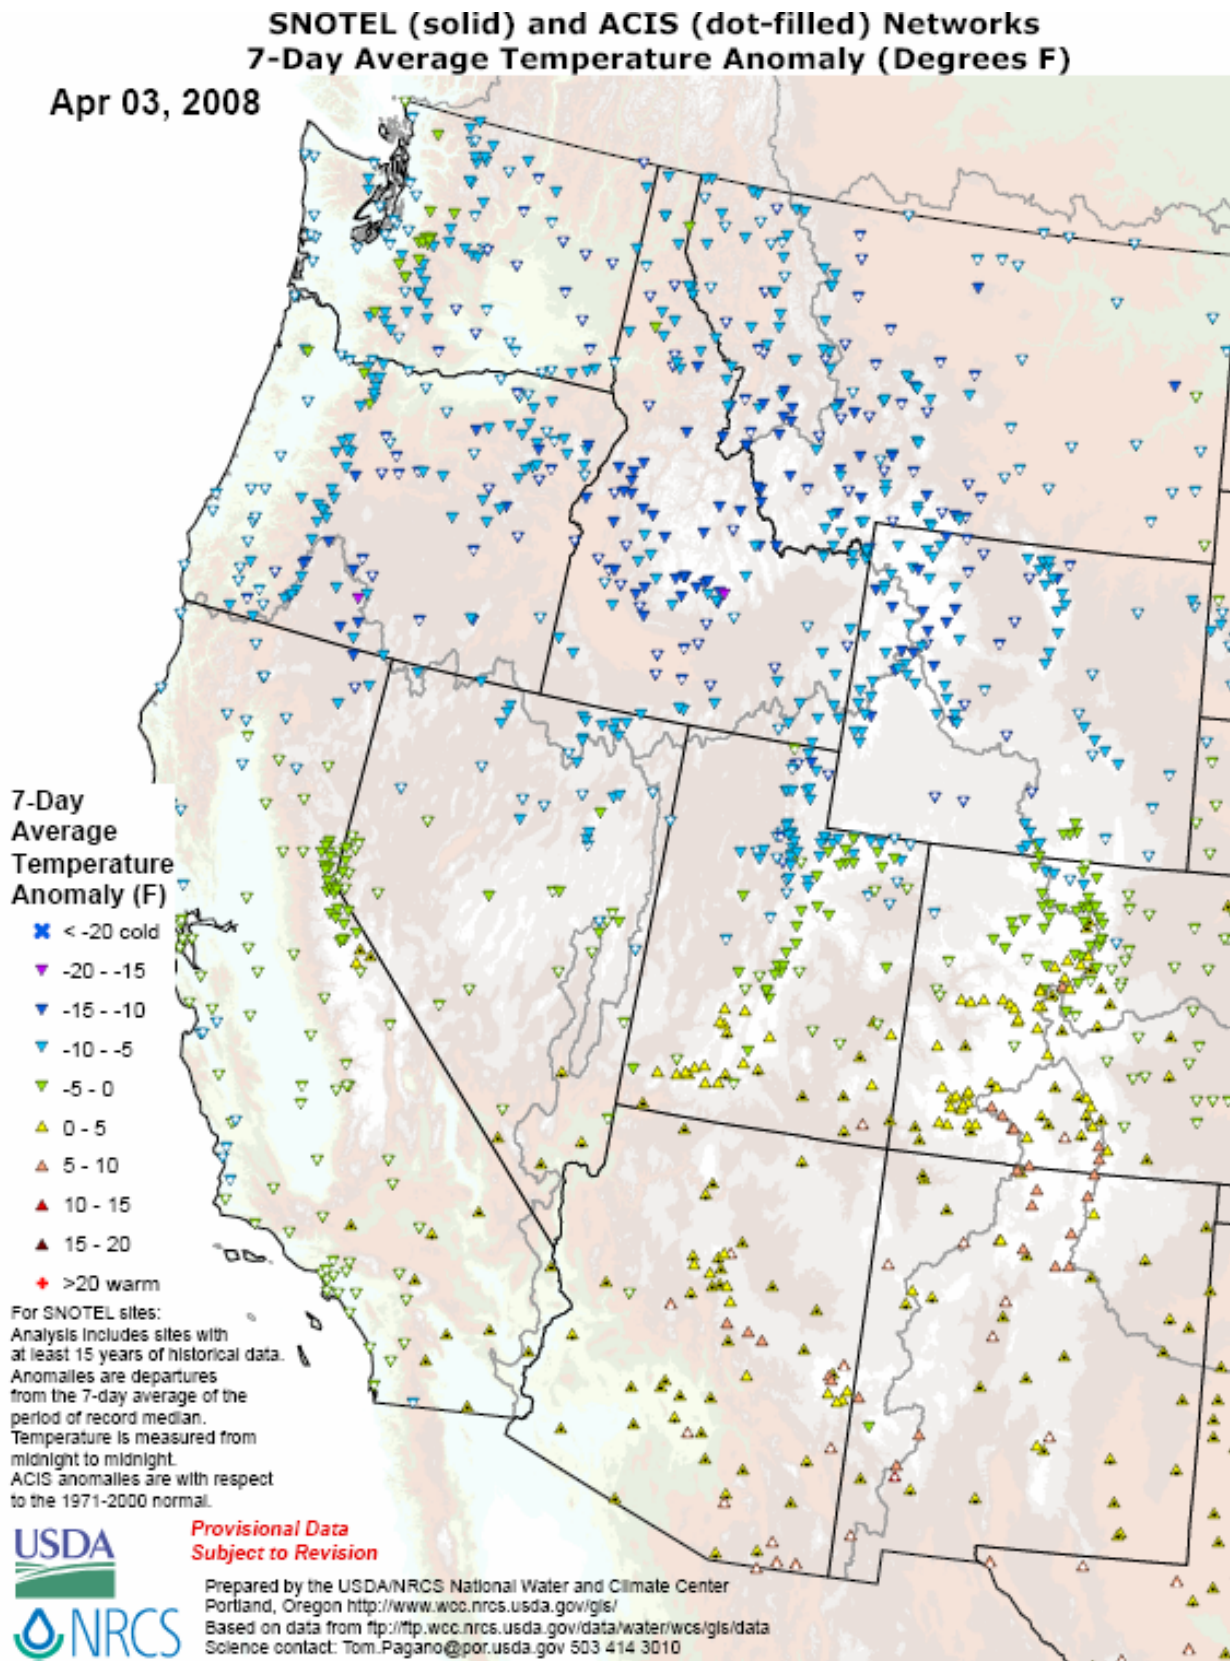 SNOTEL (solid) and ACIS (dot-filled) Networks
7-Day Average Temperature Anomaly (Degrees F)
Apr 03, 2008
7-Day
Average
Temperature
Anomaly (F)
< -20 cold
-20 - -15
-15 - -10
-10 - -5
-5 - 0
0 - 5
5 - 10
10 - 15
15 - 20
>20 warm
For SNOTEL sites:
Analysis includes sites with
at least 15 years of historical data.
Anomalies are departures
from the 7-day average of the
period of record median.
Temperature is measured from
midnight to midnight.
ACIS anomalies are with respect
to the 1971-2000 normal.
USDA
NRCS
Provisional Data
Subject to Revision
Prepared by the USDA/NRCS National Water and Climate Center
Portland, Oregon http://www.wcc.nrcs.usda.gov/gis/
Based on data from ftp://ftp.wcc.nrcs.usda.gov/data/water/wcs/gis/data
Science contact: Tom.Pagano@por.usda.gov 503 414 3010